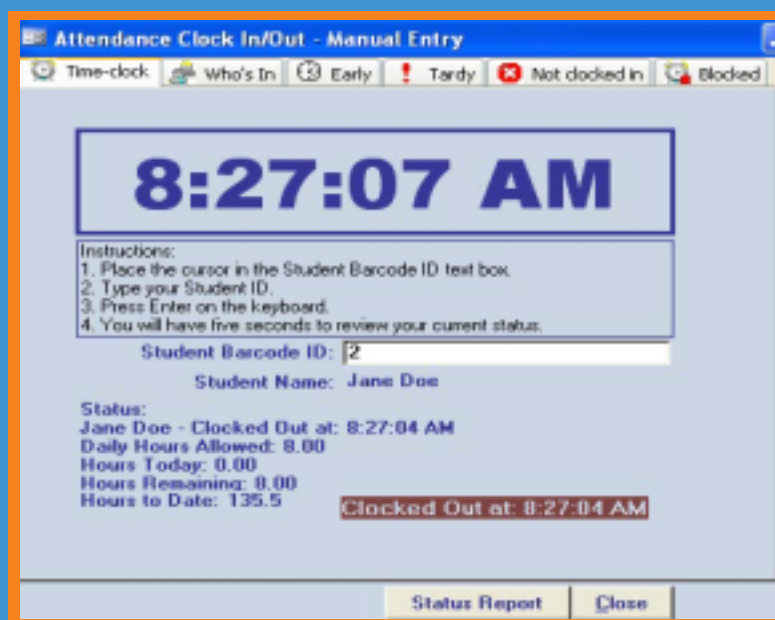 Attendance Clock In/Out - Manual Entry
Time-clock Who's In Early Tardy Not clocked in Blocked
8:27:07 AM
Instructions:
1. Place the cursor in the Student Barcode ID text box.
2. Type your Student ID.
3. Press Enter on the keyboard.
4. You will have five seconds to review your current status.
Student Barcode ID: 2
Student Name: Jane Doe
Status:
Jane Doe - Clocked Out at: 8:27:04 AM
Daily Hours Allowed: 8.00
Hours Today: 0.00
Hours Remaining: 8.00
Hours to Date: 135.5
Clocked Out at: 8:27:04 AM
Status Report Close